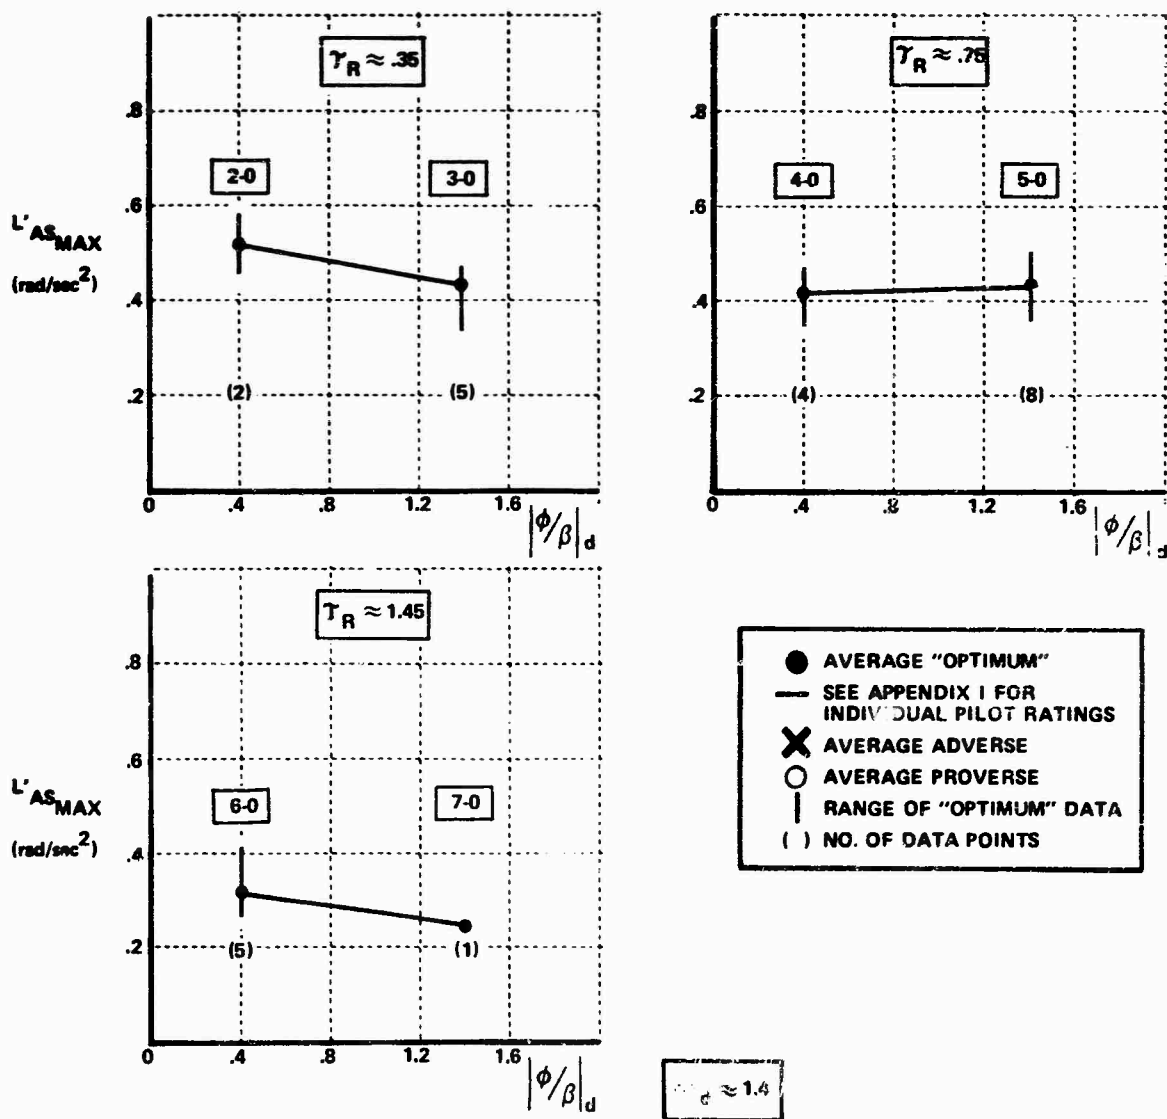 𝜏R ≈ .35
.8
2-0
3-0
.6
L'ASMAX
(rad/sec²)
.4
(2)
(5)
.2
0
.4
.8
1.2
1.6
|ϕ/β|d
𝜏R ≈ .75
.8
4-0
5-0
.6
.4
(4)
(8)
.2
0
.4
.8
1.2
1.6
|ϕ/β|d
𝜏R ≈ 1.45
.8
.6
L'ASMAX
(rad/sec²)
6-0
7-0
.4
.2
(5)
(1)
0
.4
.8
1.2
1.6
|ϕ/β|d
AVERAGE "OPTIMUM"
SEE APPENDIX I FOR
INDIVIDUAL PILOT RATINGS
AVERAGE ADVERSE
AVERAGE PROVERSE
RANGE OF "OPTIMUM" DATA
( ) NO. OF DATA POINTS
d ≈ 1.4